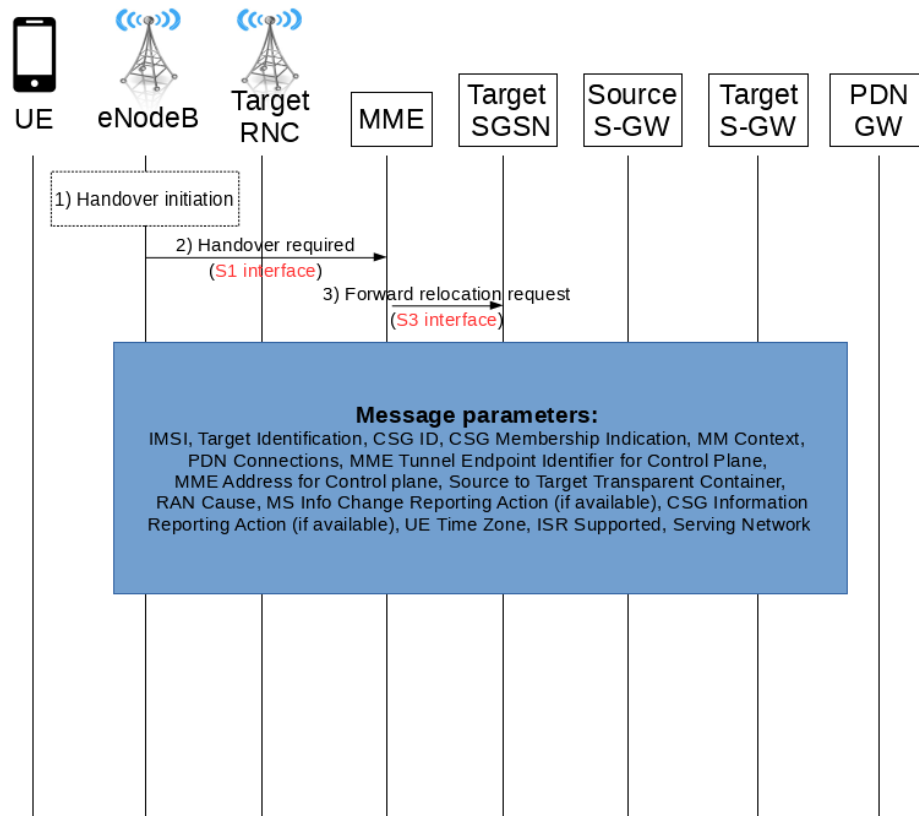 UE
eNodeB
Target
RNC
MME
Target
SGSN
Source
S-GW
Target
S-GW
PDN
GW
1) Handover initiation
2) Handover required
(S1 interface)
3) Forward relocation request
(S3 interface)
Message parameters:
IMSI, Target Identification, CSG ID, CSG Membership Indication, MM Context,
PDN Connections, MME Tunnel Endpoint Identifier for Control Plane,
MME Address for Control plane, Source to Target Transparent Container,
RAN Cause, MS Info Change Reporting Action (if available), CSG Information
Reporting Action (if available), UE Time Zone, ISR Supported, Serving Network